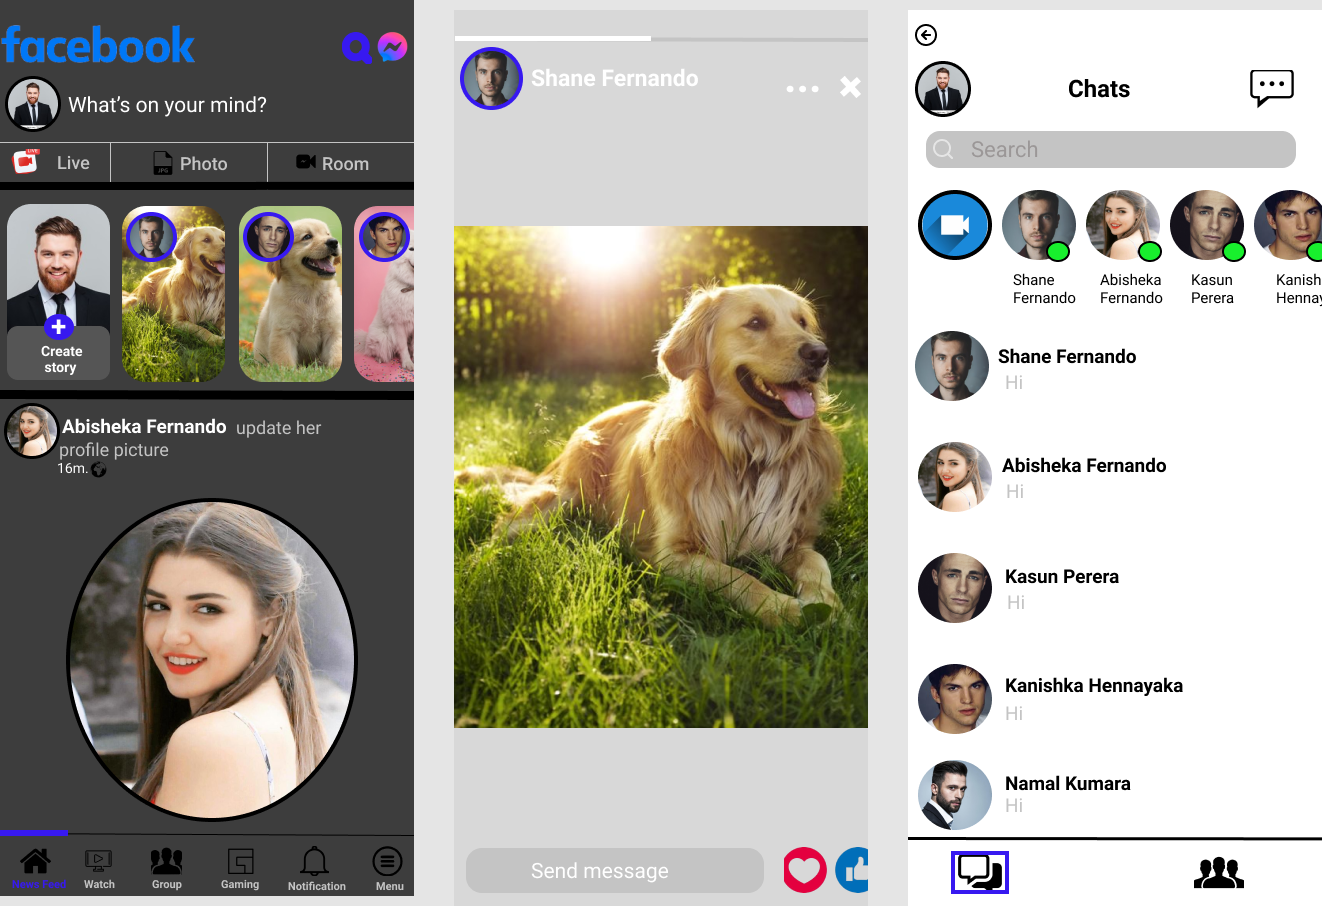 facebook
What's on your mind?
Live
Photo
Room
Create
story
Abisheka Fernando update her
profile picture
16m.
News Feed
Watch
Group
Gaming
Notification
Menu
Shane Fernando
Send message
Chats
Search
Shane
Fernando
Abisheka
Fernando
Kasun
Perera
Kanish
Hennay
Shane Fernando
Hi
Abisheka Fernando
Hi
Kasun Perera
Hi
Kanishka Hennayaka
Hi
Namal Kumara
Hi